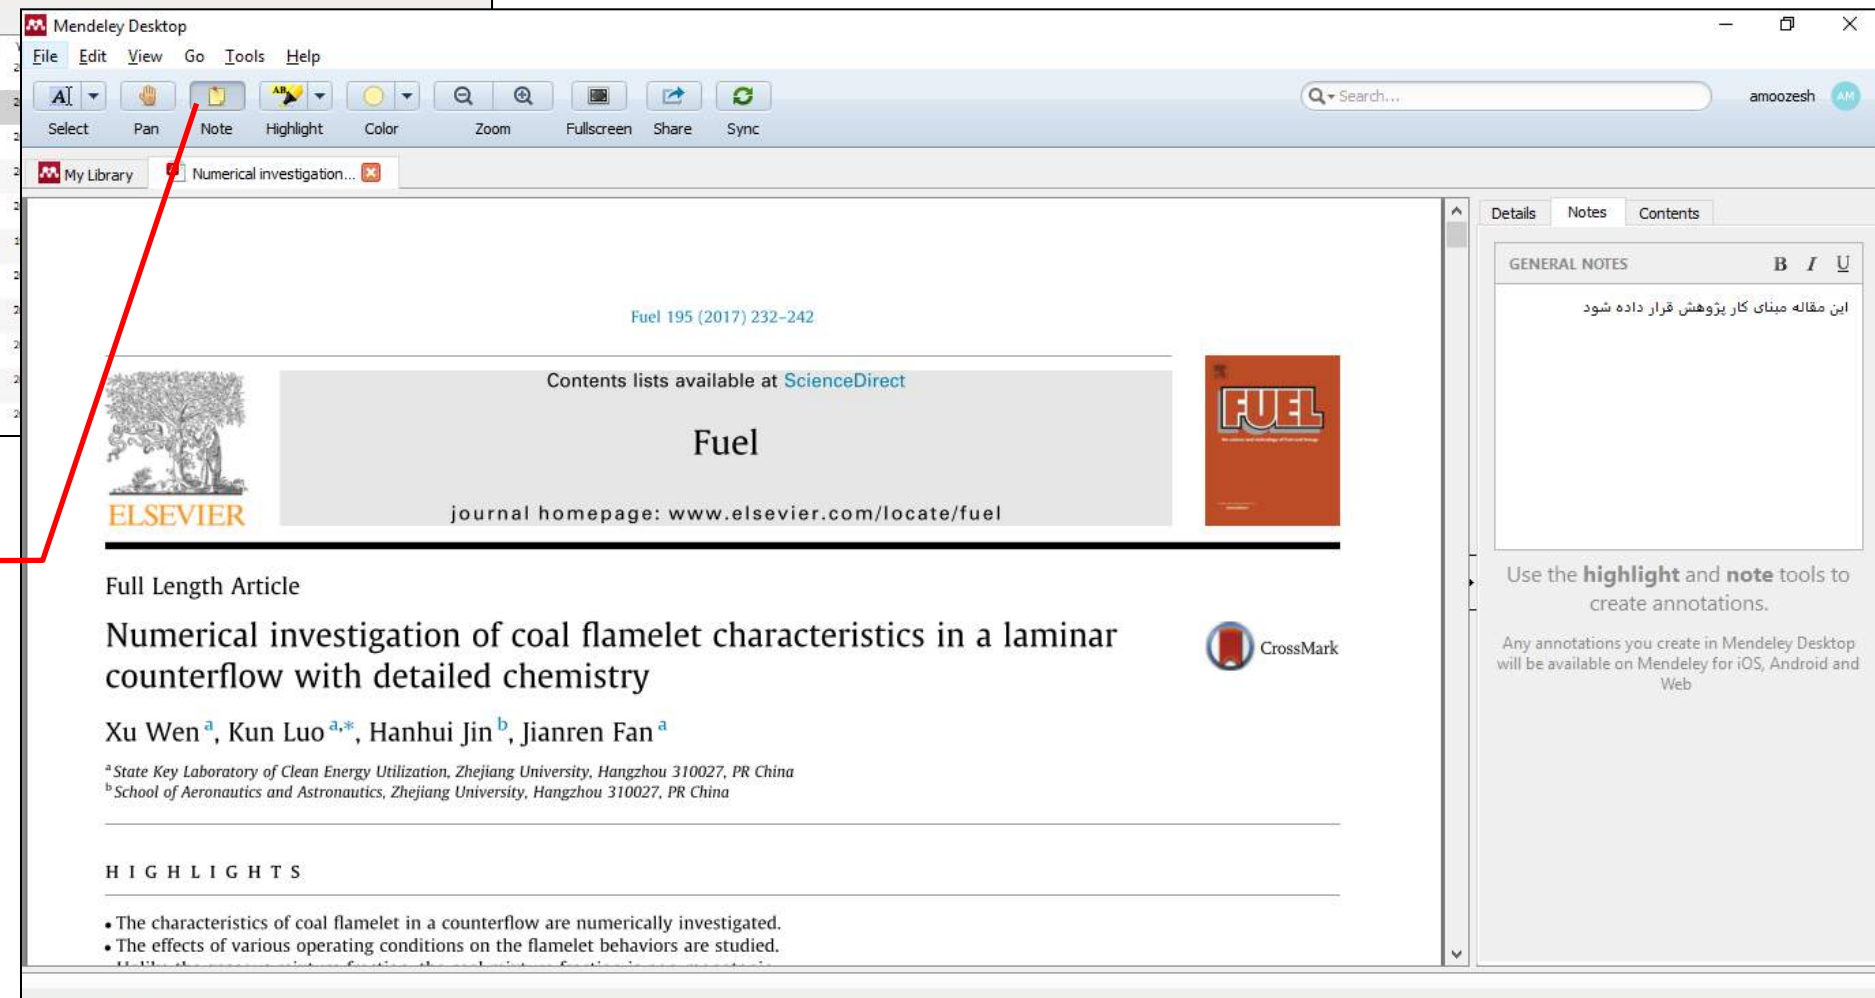 Mendeley Desktop
File Edit View Go Tools Help
Search...
amoozesh AM
Select Pan Note Highlight Color Zoom Fullscreen Share Sync
My Library Numerical investigation...
Details Notes Contents
GENERAL NOTES B I U
این مقاله مبنای کار پژوهش قرار داده شود
Use the highlight and note tools to
create annotations.
Any annotations you create in Mendeley Desktop
will be available on Mendeley for iOS, Android and
Web
Fuel 195 (2017) 232–242
Contents lists available at ScienceDirect
Fuel
journal homepage: www.elsevier.com/locate/fuel
ELSEVIER
FUEL
Full Length Article
Numerical investigation of coal flamelet characteristics in a laminar
counterflow with detailed chemistry
CrossMark
Xu Wen a, Kun Luo a,*, Hanhui Jin b, Jianren Fan a
a State Key Laboratory of Clean Energy Utilization, Zhejiang University, Hangzhou 310027, PR China
b School of Aeronautics and Astronautics, Zhejiang University, Hangzhou 310027, PR China
HIGHLIGHTS
• The characteristics of coal flamelet in a counterflow are numerically investigated.
• The effects of various operating conditions on the flamelet behaviors are studied.